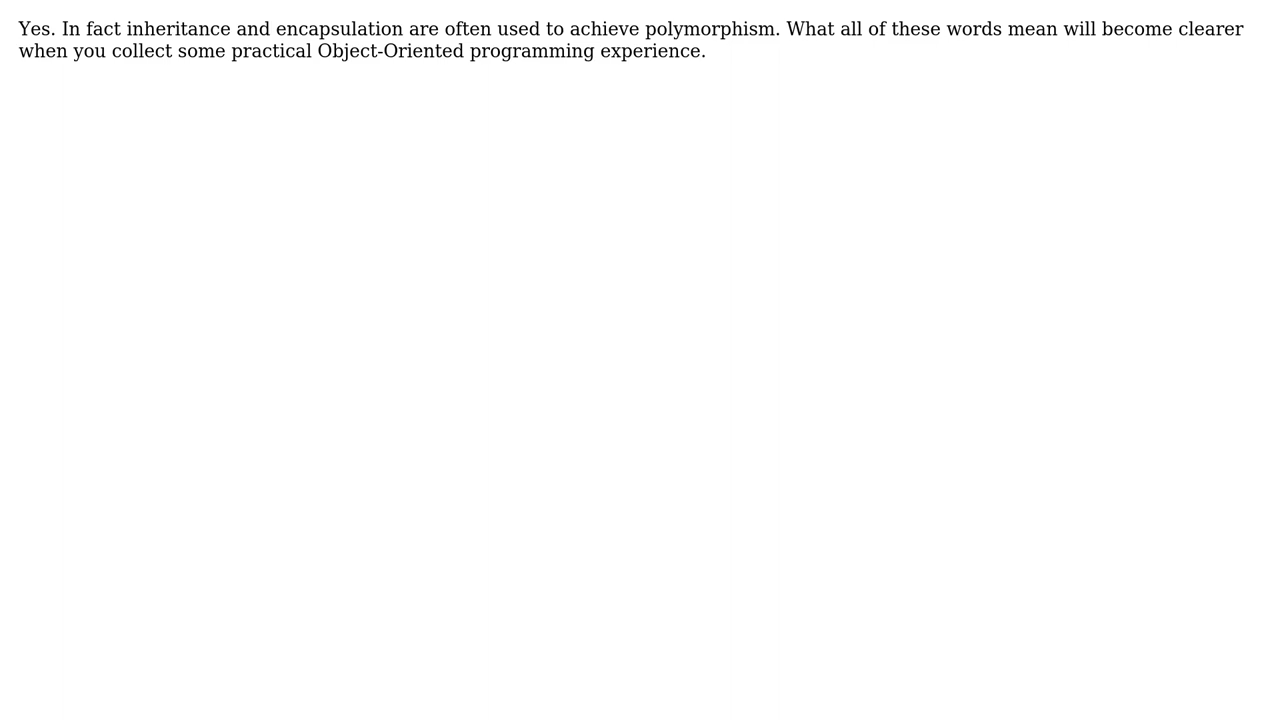 Yes. In fact inheritance and encapsulation are often used to achieve polymorphism. What all of these words mean will become clearer
when you collect some practical Object-Oriented programming experience.